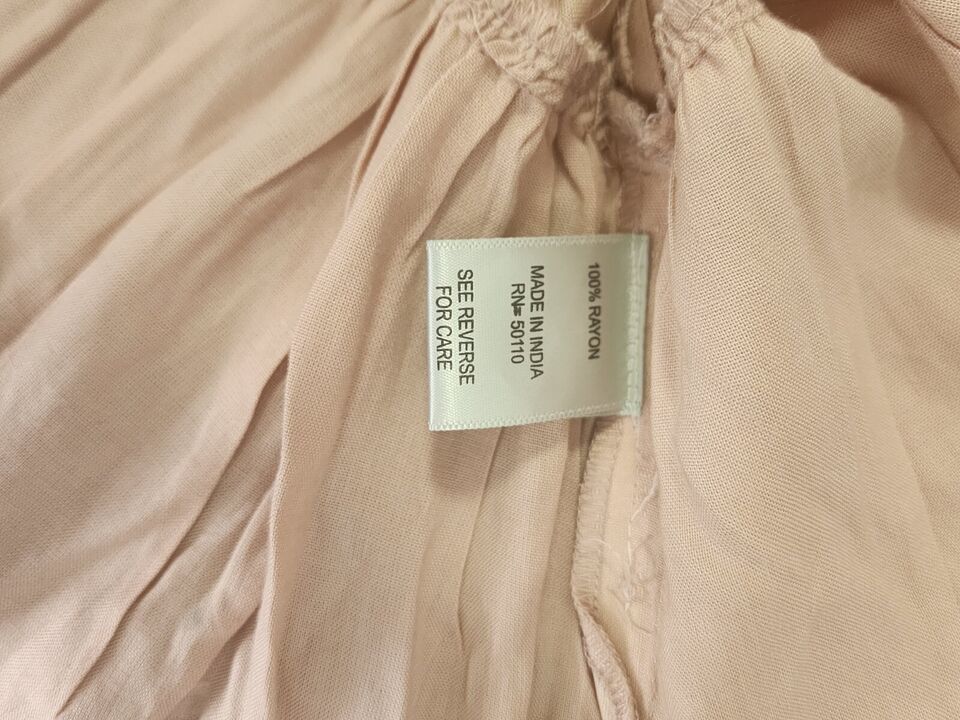 100% RAYON
MADE IN INDIA
RN# 50110
SEE REVERSE
FOR CARE